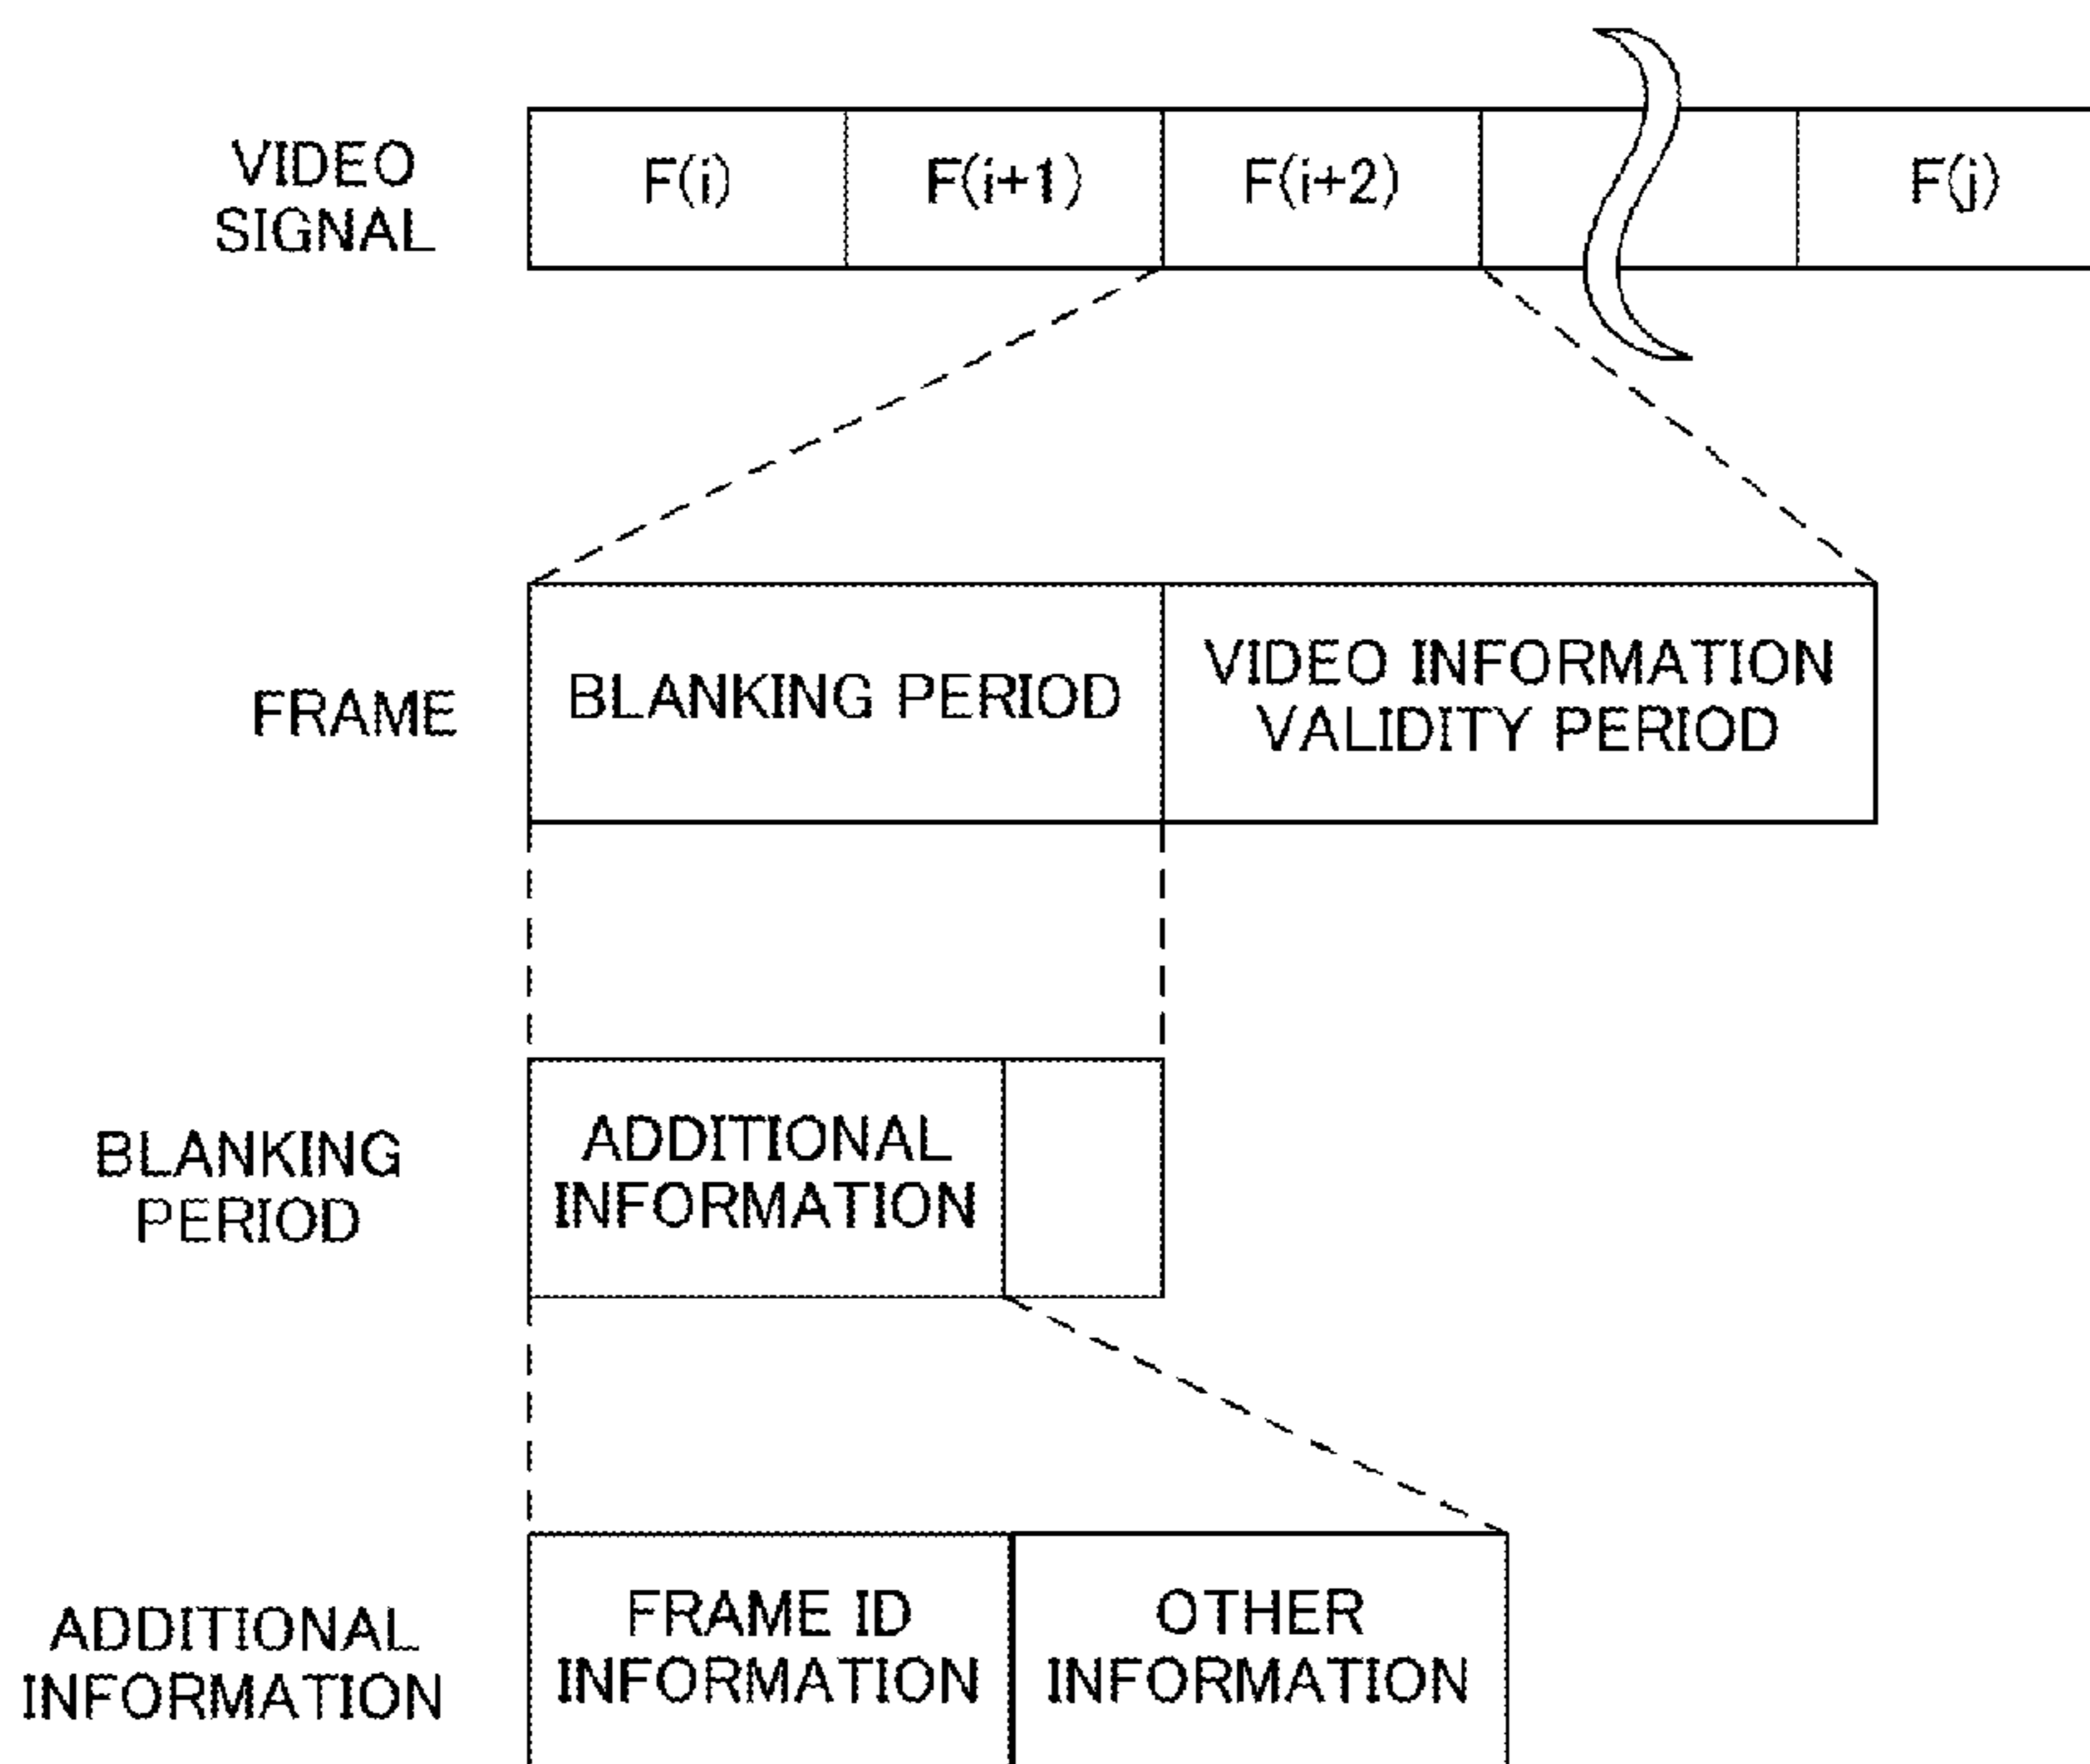 VIDEO
SIGNAL
F(i)
F(i+1)
F(i+2)
F(j)
FRAME
BLANKING PERIOD
VIDEO INFORMATION
VALIDITY PERIOD
BLANKING
PERIOD
ADDITIONAL
INFORMATION
ADDITIONAL
INFORMATION
FRAME ID
INFORMATION
OTHER
INFORMATION